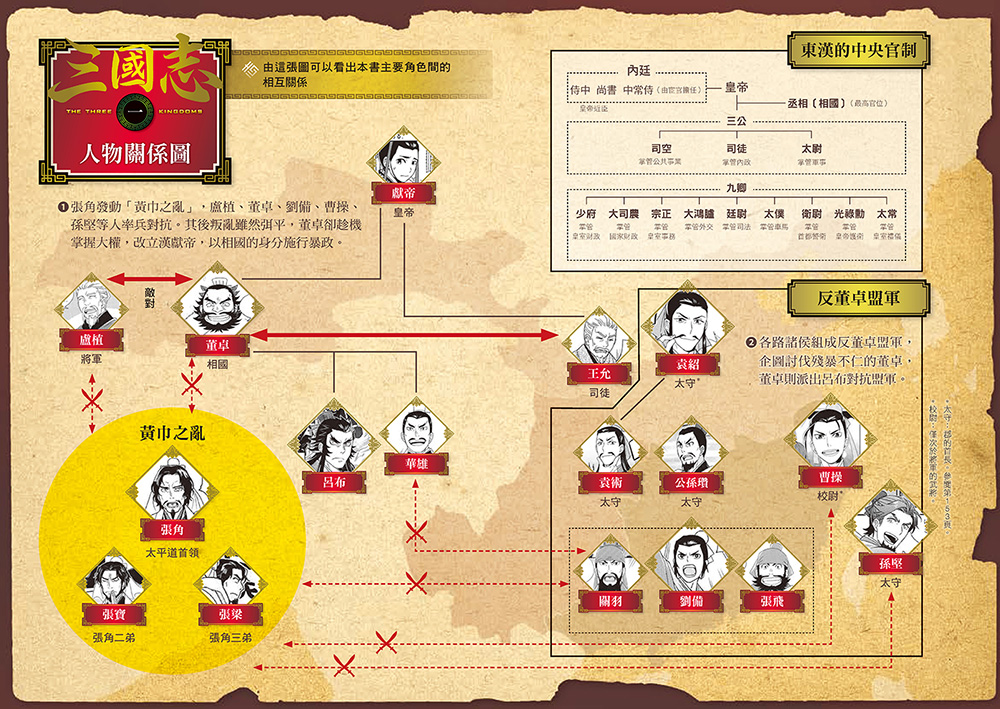 三國志
THE THREE KINGDOMS
一
人物關係圖
由這張圖可以看出本書主要角色間的
相互關係
❶張角發動「黃巾之亂」，盧植、董卓、劉備、曹操、
孫堅等人率兵對抗。其後叛亂雖然弭平，董卓卻趁機
掌握大權，改立漢獻帝，以相國的身分施行暴政。
東漢的中央官制
內廷
侍中 尚書 中常侍（由宦官擔任）
皇帝近臣
皇帝
丞相〔相國〕（最高官位）
三公
司空
掌管公共事業
司徒
掌管內政
太尉
掌管軍事
九卿
少府
掌管
皇室財政
大司農
掌管
國家財政
宗正
掌管
皇室事務
大鴻臚
掌管外交
廷尉
掌管司法
太僕
掌管車馬
衛尉
掌管
首都警衛
光祿勳
掌管
皇帝護衛
太常
掌管
皇室禮儀
獻帝
皇帝
敵對
盧植
將軍
董卓
相國
王允
司徒
反董卓盟軍
❷各路諸侯組成反董卓盟軍，
企圖討伐殘暴不仁的董卓，
董卓則派出呂布對抗盟軍。
袁紹
太守*
呂布
華雄
袁術
太守
公孫瓚
太守
曹操
校尉*
孫堅
太守
關羽
劉備
張飛
黃巾之亂
張角
太平道首領
張寶
張角二弟
張梁
張角三弟
*太守：郡的首長。參閱第153頁。
*校尉：僅次於將軍的武將。